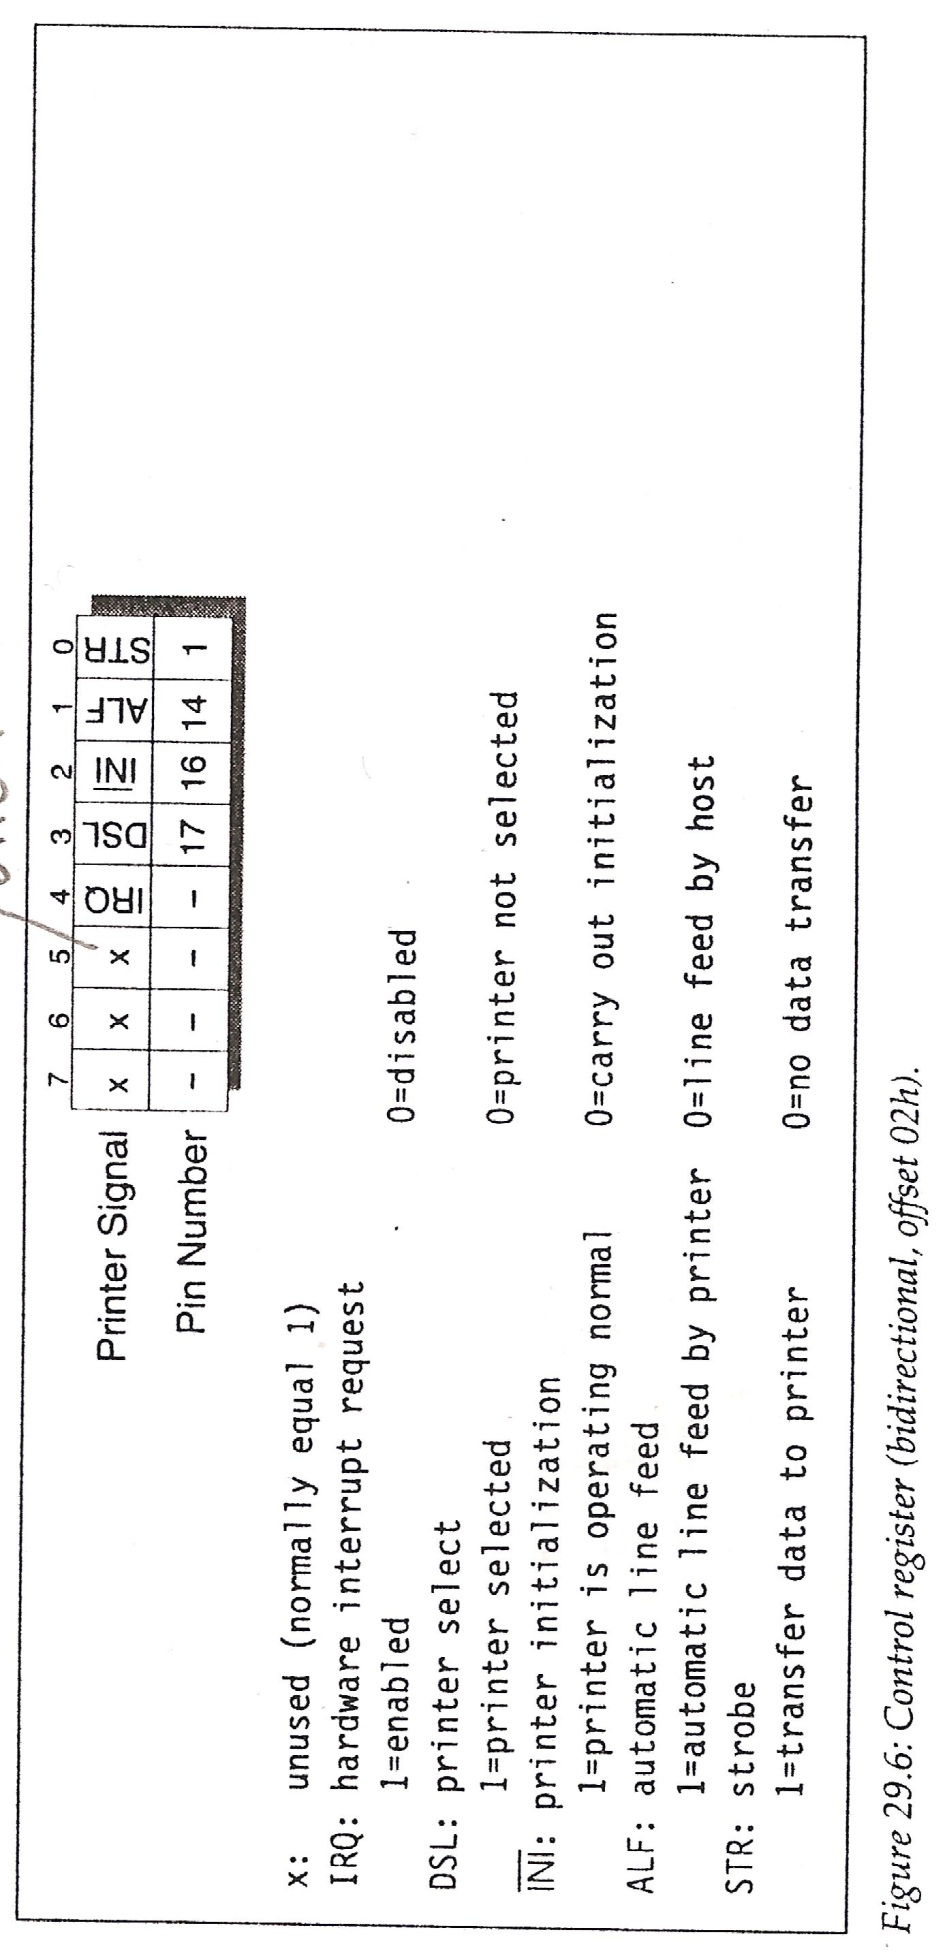 7 6 5 4 3 2 1 0
Printer Signal x x x IRQ DSL I̅N̅I̅ ALF STR
Pin Number – – – – 17 16 14 1
x: unused (normally equal 1)
IRQ: hardware interrupt request
1=enabled 0=disabled
DSL: printer select
1=printer selected 0=printer not selected
I̅N̅I̅: printer initialization
1=printer is operating normal 0=carry out initialization
ALF: automatic line feed
1=automatic line feed by printer 0=line feed by host
STR: strobe
1=transfer data to printer 0=no data transfer
Figure 29.6: Control register (bidirectional, offset 02h).